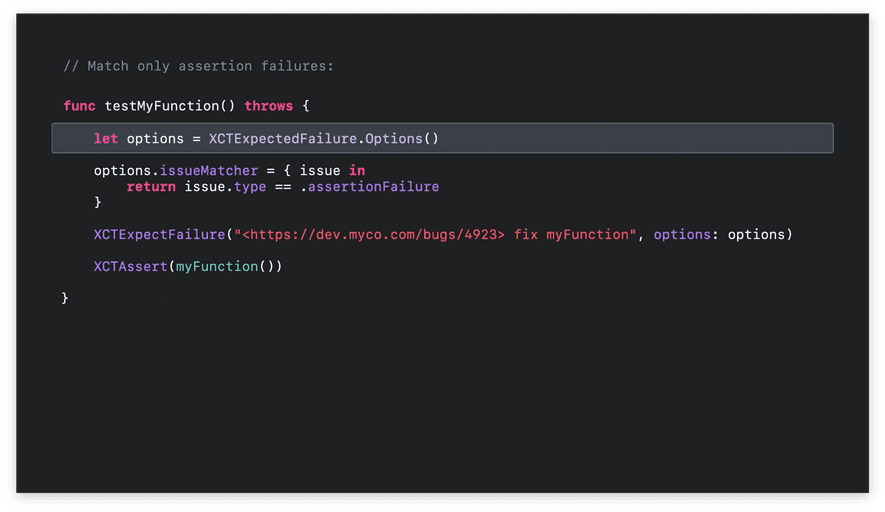 // Match only assertion failures:
func testMyFunction() throws {
let options = XCTExpectedFailure.Options()
options.issueMatcher = { issue in
return issue.type == .assertionFailure
}
XCTExpectFailure("<https://dev.myco.com/bugs/4923> fix myFunction", options: options)
XCTAssert(myFunction())
}